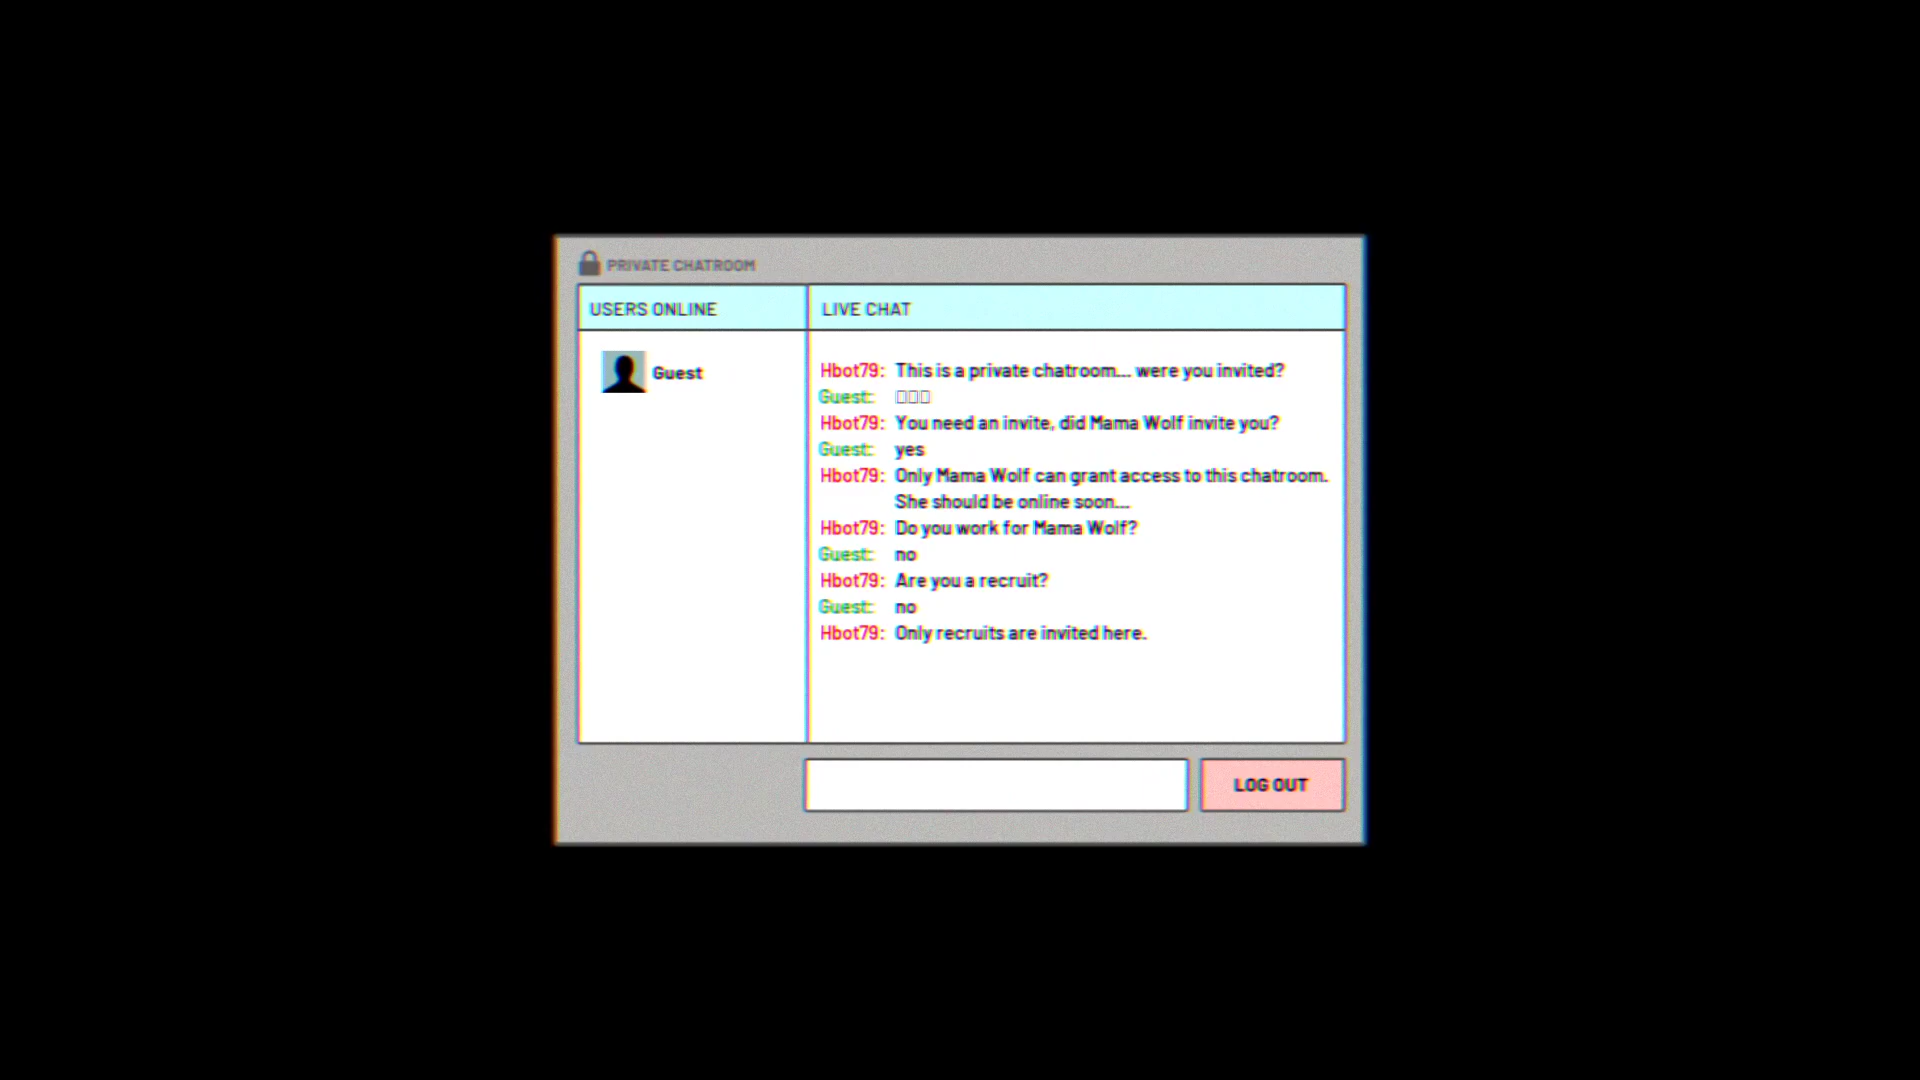 PRIVATE CHATROOM
USERS ONLINE
LIVE CHAT
Guest
Hbot79: This is a private chatroom... were you invited?
Guest: □□□
Hbot79: You need an invite, did Mama Wolf invite you?
Guest: yes
Hbot79: Only Mama Wolf can grant access to this chatroom.
She should be online soon...
Hbot79: Do you work for Mama Wolf?
Guest: no
Hbot79: Are you a recruit?
Guest: no
Hbot79: Only recruits are invited here.
LOG OUT